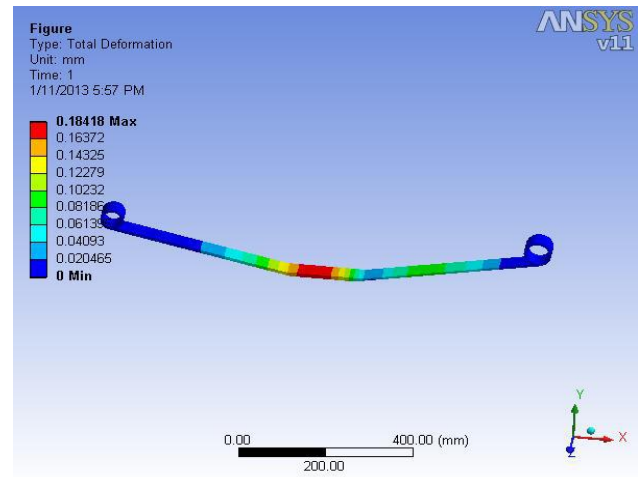 Figure
Type: Total Deformation
Unit: mm
Time: 1
1/11/2013 5:57 PM
ANSYS
v11
0.18418 Max
0.16372
0.14325
0.12279
0.10232
0.08186
0.06139
0.04093
0.020465
0 Min
Y
X
Z
0.00
400.00 (mm)
200.00